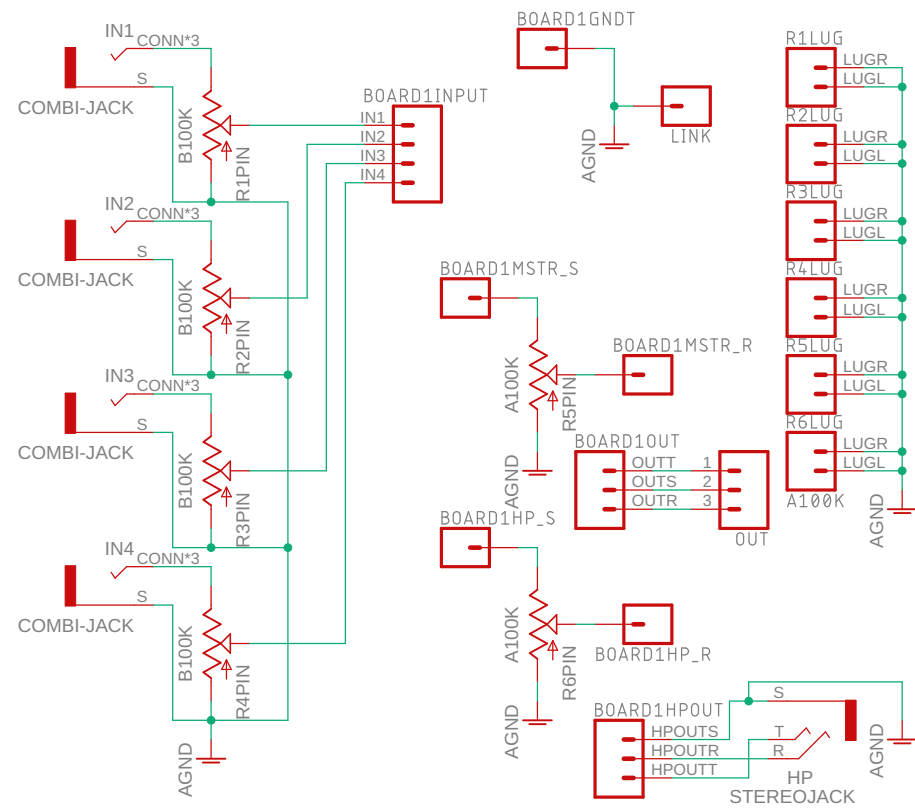 IN1
CONN*3
S
COMBI-JACK
B100K
R1PIN
IN2
CONN*3
S
COMBI-JACK
B100K
R2PIN
IN3
CONN*3
S
COMBI-JACK
B100K
R3PIN
IN4
CONN*3
S
COMBI-JACK
B100K
R4PIN
AGND
BOARD1INPUT
IN1
IN2
IN3
IN4
BOARD1GNDT
AGND
LINK
BOARD1MSTR_S
A100K
R5PIN
BOARD1MSTR_R
AGND
BOARD1OUT
OUTT 1
OUTS 2
OUTR 3
OUT
BOARD1HP_S
A100K
R6PIN
BOARD1HP_R
AGND
BOARD1HPOUT
HPOUTS
HPOUTR
HPOUTT
S
T
R
HP
STEREOJACK
AGND
R1LUG
LUGR
LUGL
R2LUG
LUGR
LUGL
R3LUG
LUGR
LUGL
R4LUG
LUGR
LUGL
R5LUG
LUGR
LUGL
R6LUG
LUGR
LUGL
A100K
AGND